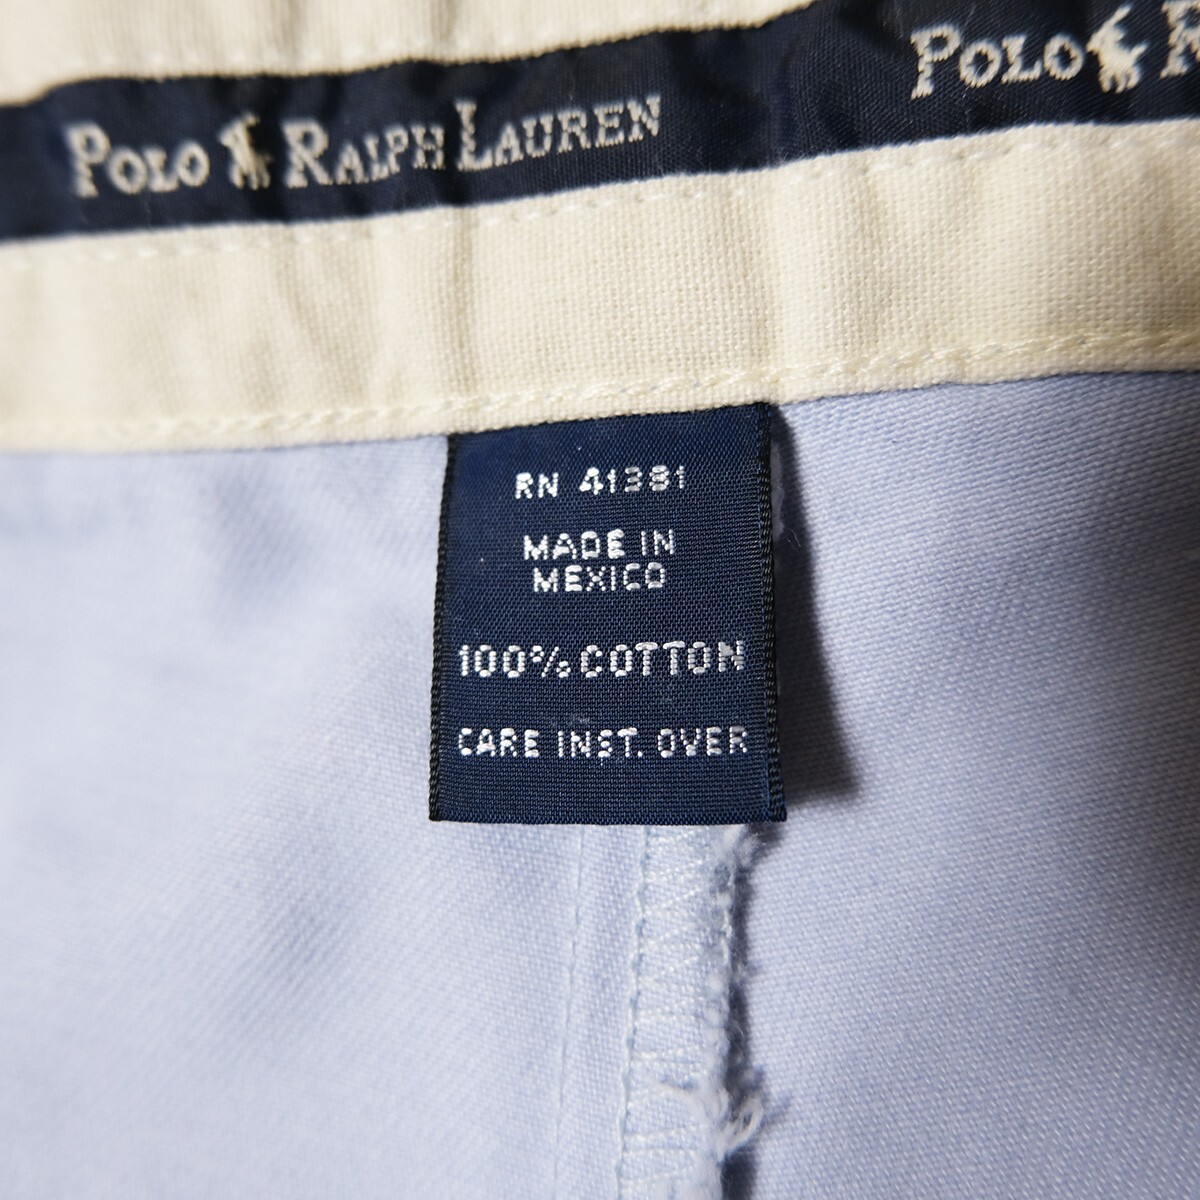 POLO RALPH LAUREN
POLO R
RN 41381
MADE IN
MEXICO
100% COTTON
CARE INST. OVER